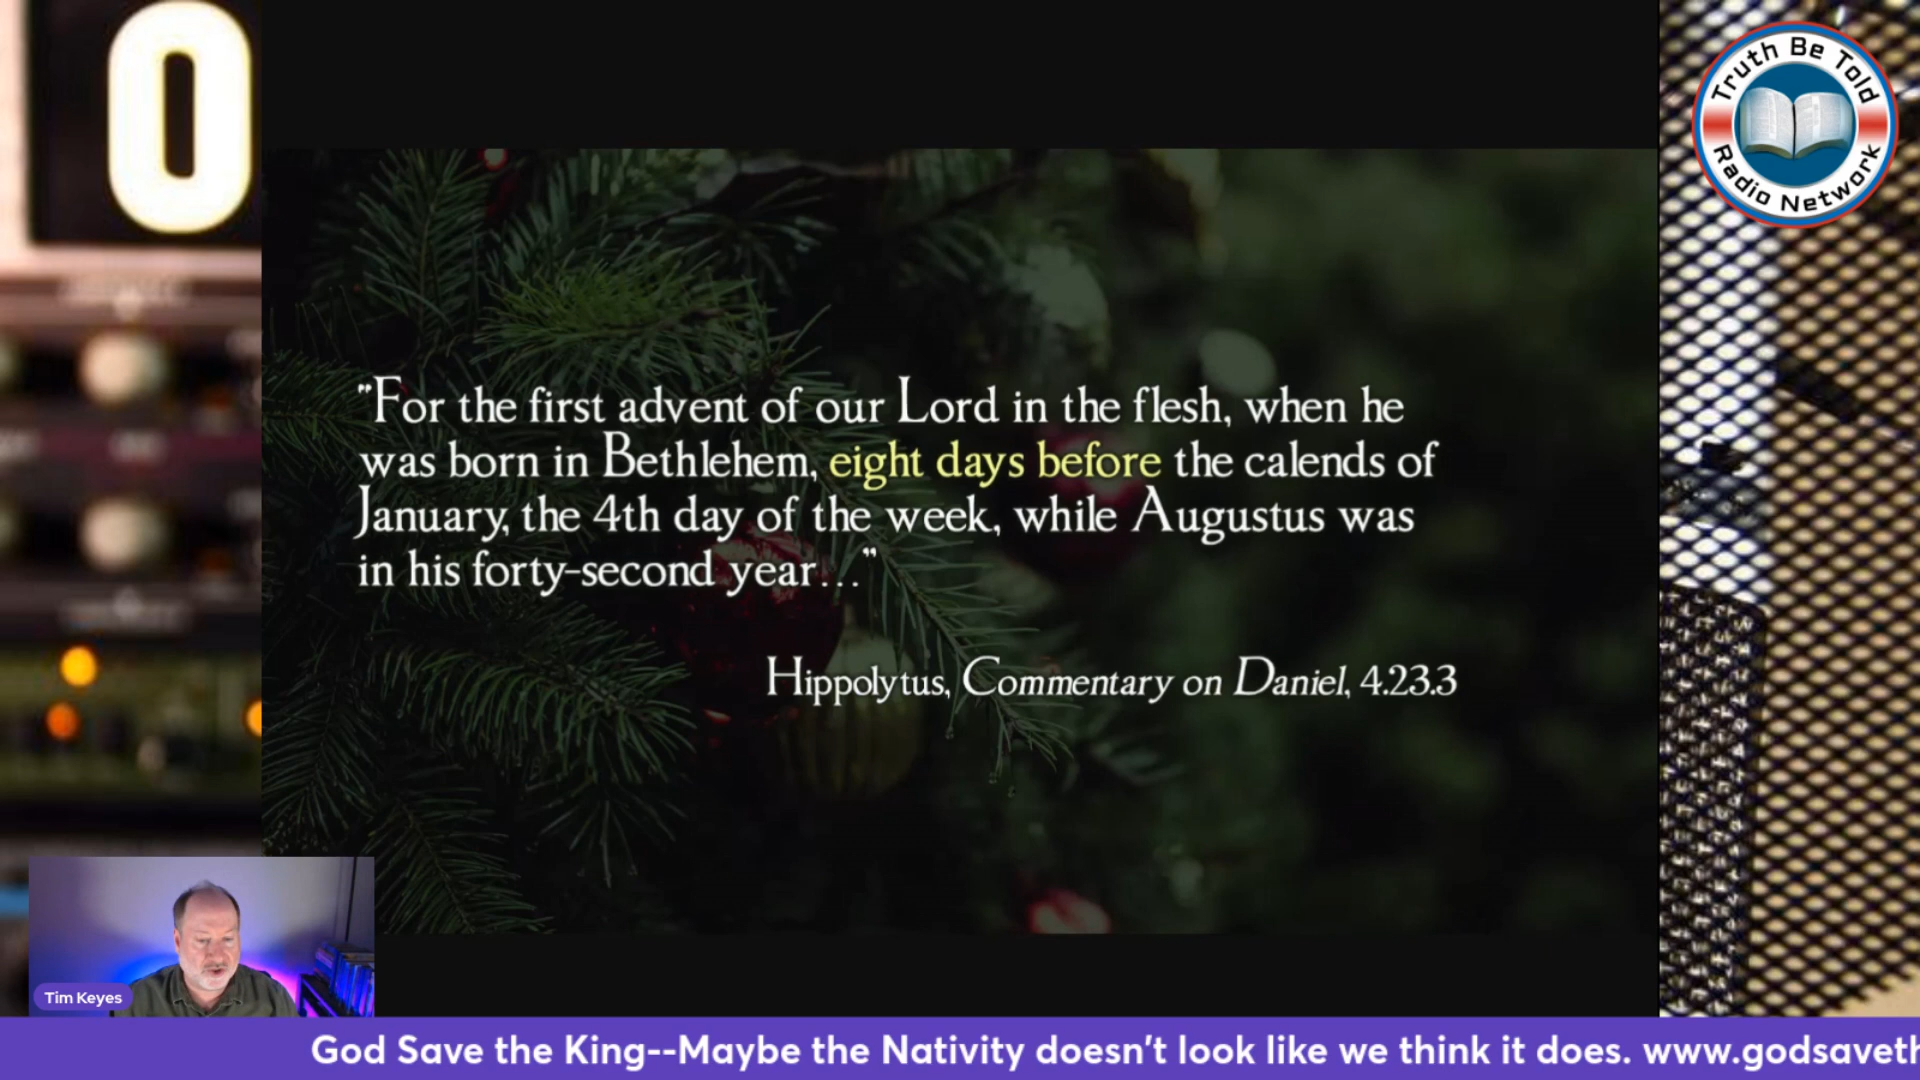 0
Truth Be Told
Radio Network
"For the first advent of our Lord in the flesh, when he
was born in Bethlehem, eight days before the calends of
January, the 4th day of the week, while Augustus was
in his forty-second year..."
Hippolytus, Commentary on Daniel, 4.23.3
Tim Keyes
God Save the King--Maybe the Nativity doesn't look like we think it does. www.godsaveth